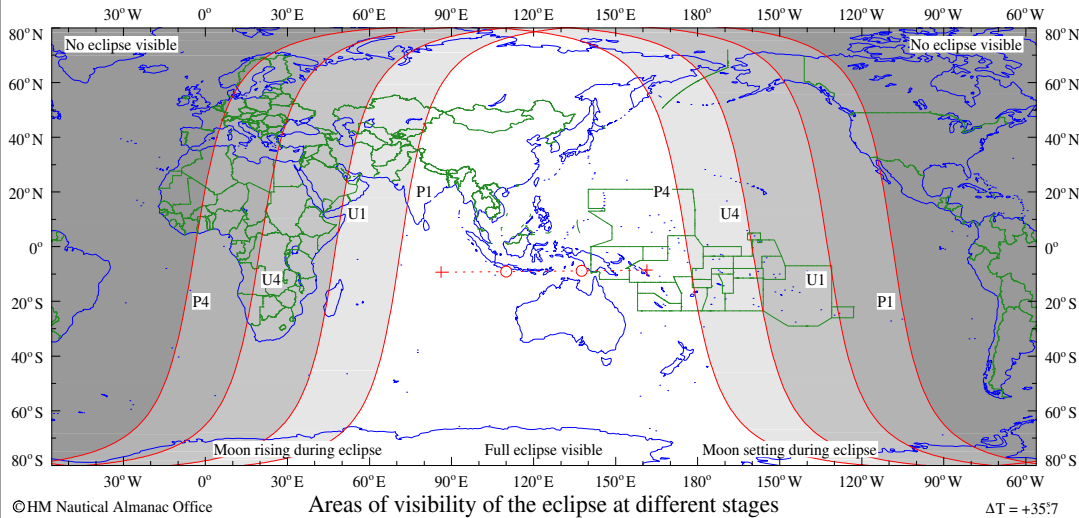 30°W 0° 30°E 60°E 90°E 120°E 150°E 180° 150°W 120°W 90°W 60°W
80°N 80°N
No eclipse visible No eclipse visible
60°N 60°N
40°N 40°N
20°N P1 P4 20°N
U1 U4
0° 0°
U4 U1
20°S P4 P1 20°S
40°S 40°S
60°S 60°S
Moon rising during eclipse Full eclipse visible Moon setting during eclipse
80°S 80°S
30°W 0° 30°E 60°E 90°E 120°E 150°E 180° 150°W 120°W 90°W 60°W
©HM Nautical Almanac Office Areas of visibility of the eclipse at different stages ΔT = +35ˢ.7